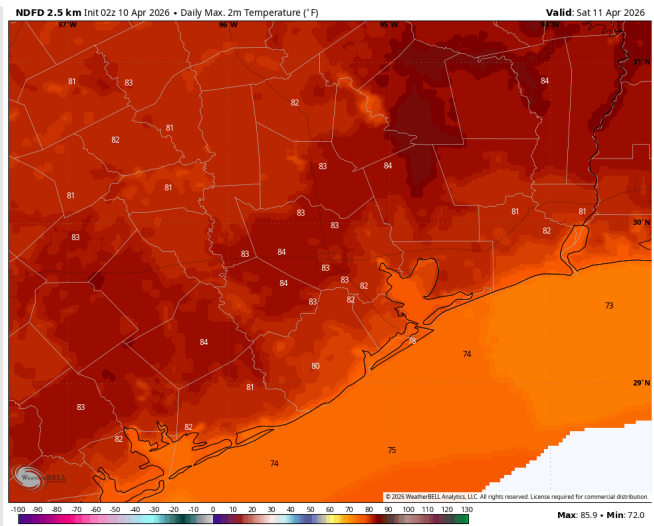 NDFD 2.5 km Init 02z 10 Apr 2026 • Daily Max. 2m Temperature (°F)
Valid: Sat 11 Apr 2026
97°W 96°W 95°W 94°W
31°N
81 83 84
82
82 81
83 84
81 81
83 81 81
83 83 82
30°N
83 84
83
84 83 82
83 82
73
84 78
74
80
29°N
81
83
82 82
75
74
WEATHERBELL
© 2026 WeatherBELL Analytics, LLC. All rights reserved. License required for commercial distribution.
-100 -90 -80 -70 -60 -50 -40 -30 -20 -10 0 10 20 30 40 50 60 70 80 90 100 110 120 130
Max: 85.9 • Min: 72.0